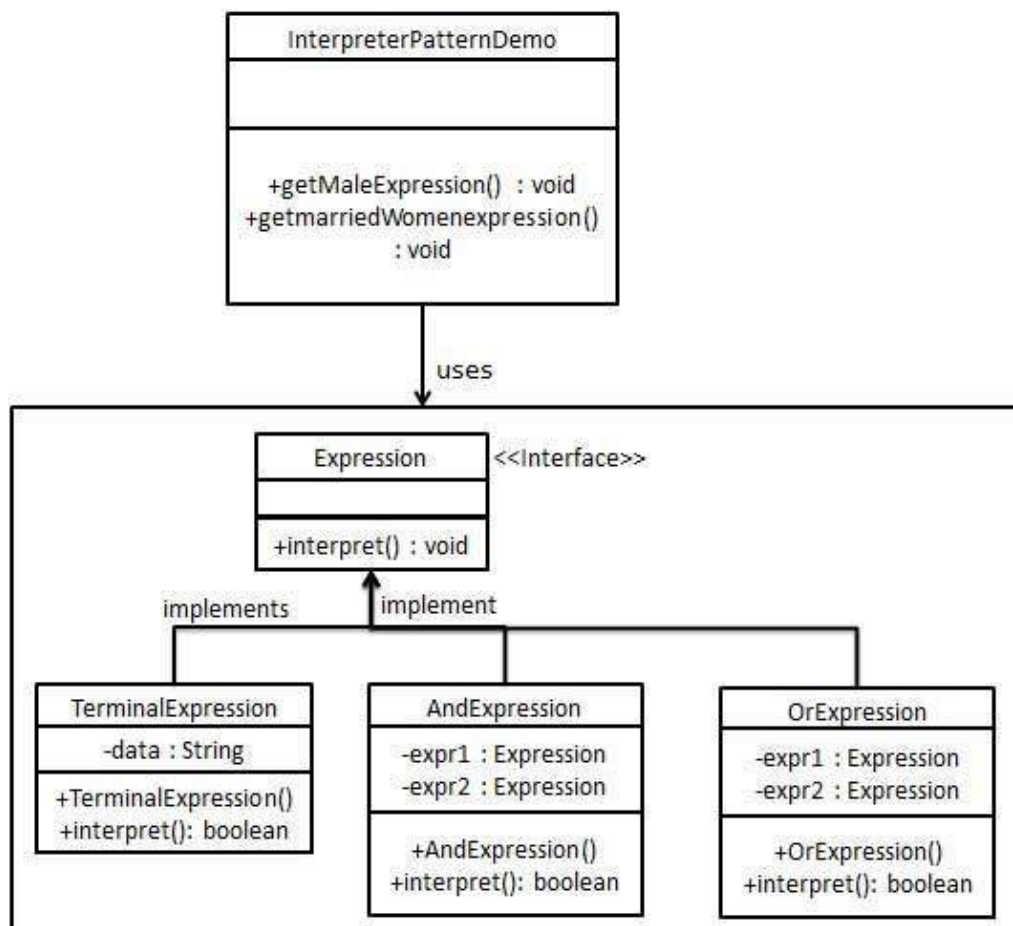 InterpreterPatternDemo
+getMaleExpression() : void
+getmarriedWomenexpression()
: void
uses
Expression
<<Interface>>
+interpret() : void
implements
implement
TerminalExpression
-data : String
+TerminalExpression()
+interpret(): boolean
AndExpression
-expr1 : Expression
-expr2 : Expression
+AndExpression()
+interpret(): boolean
OrExpression
-expr1 : Expression
-expr2 : Expression
+OrExpression()
+interpret(): boolean